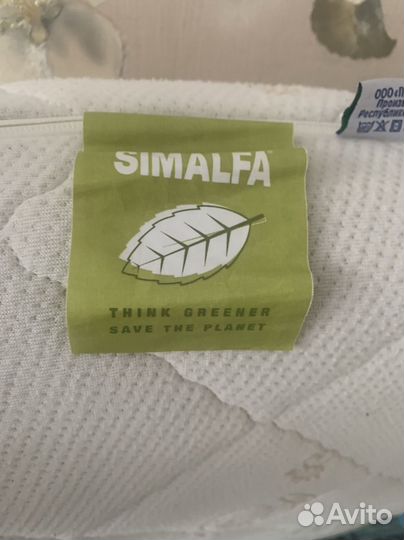 SIMALFA
THINK GREENER
SAVE THE PLANET
ООО «П
Произв
Республик
Avito